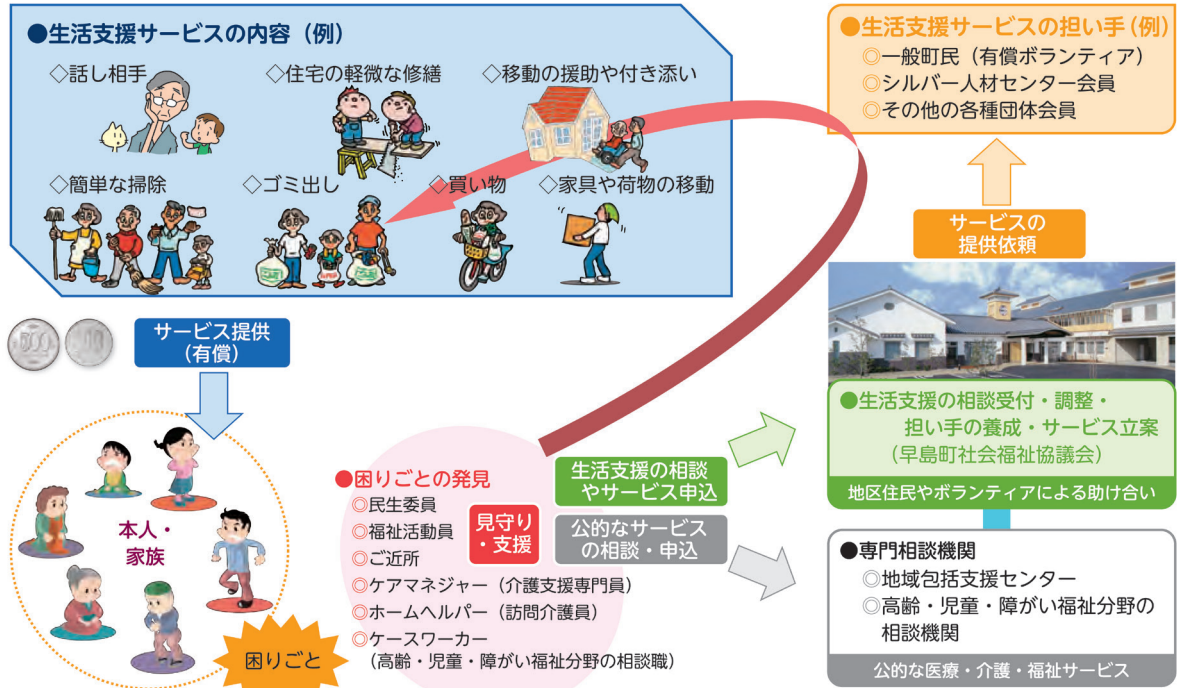 ●生活支援サービスの内容（例）
◇話し相手
◇住宅の軽微な修繕
◇移動の援助や付き添い
◇簡単な掃除
◇ゴミ出し
◇買い物
◇家具や荷物の移動
●生活支援サービスの担い手（例）
◎一般町民（有償ボランティア）
◎シルバー人材センター会員
◎その他の各種団体会員
サービスの
提供依頼
500
100
サービス提供
（有償）
本人・
家族
困りごと
●困りごとの発見
◎民生委員
◎福祉活動員
◎ご近所
◎ケアマネジャー（介護支援専門員）
◎ホームヘルパー（訪問介護員）
◎ケースワーカー
（高齢・児童・障がい福祉分野の相談職）
見守り
・支援
生活支援の相談
やサービス申込
公的なサービス
の相談・申込
●生活支援の相談受付・調整・
担い手の養成・サービス立案
（早島町社会福祉協議会）
地区住民やボランティアによる助け合い
●専門相談機関
◎地域包括支援センター
◎高齢・児童・障がい福祉分野の
相談機関
公的な医療・介護・福祉サービス